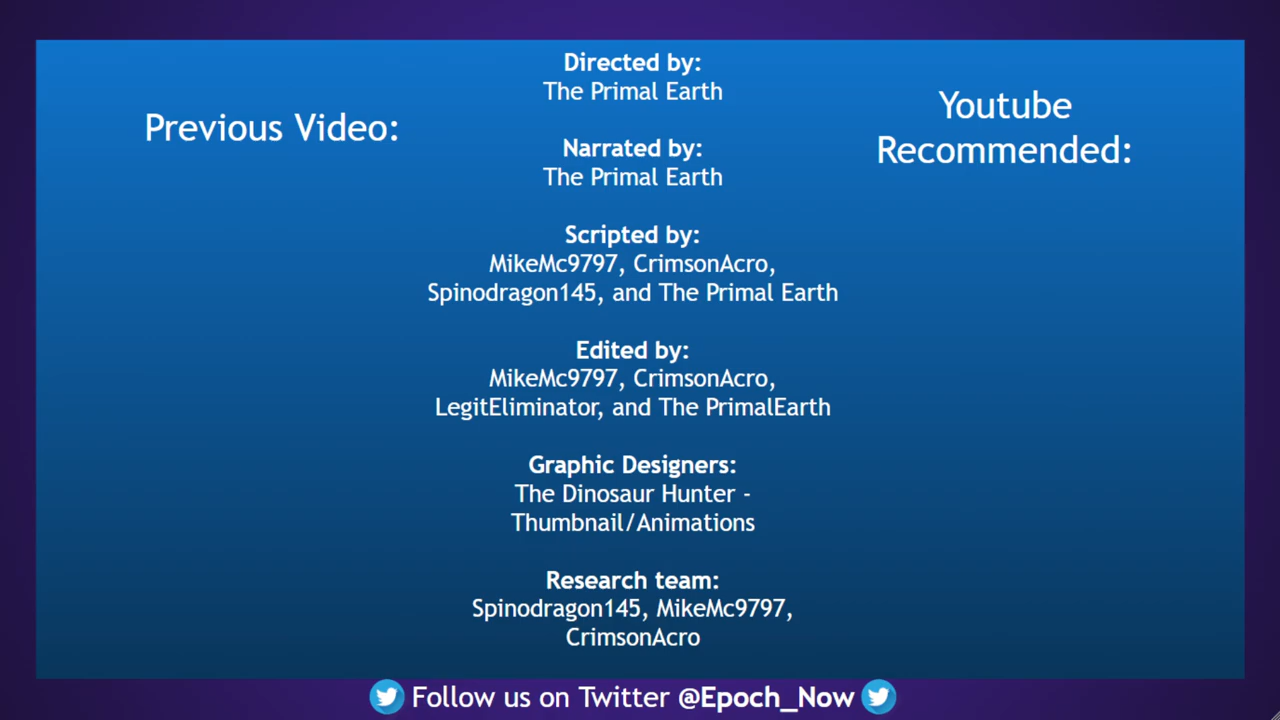 Previous Video:
Directed by:
The Primal Earth
Narrated by:
The Primal Earth
Scripted by:
MikeMc9797, CrimsonAcro,
Spinodragon145, and The Primal Earth
Edited by:
MikeMc9797, CrimsonAcro,
LegitEliminator, and The PrimalEarth
Graphic Designers:
The Dinosaur Hunter -
Thumbnail/Animations
Research team:
Spinodragon145, MikeMc9797,
CrimsonAcro
Youtube
Recommended:
Follow us on Twitter @Epoch_Now